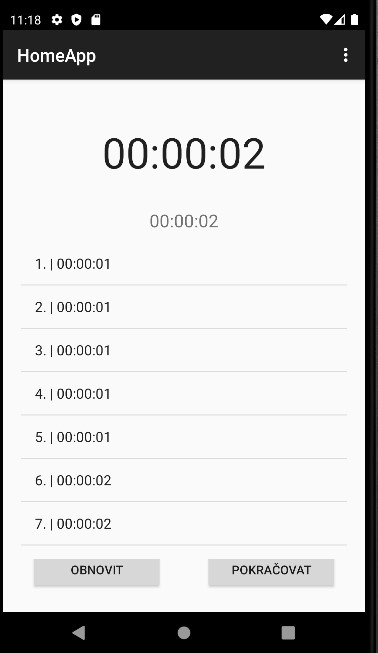 11:18
HomeApp
00:00:02
00:00:02
1. | 00:00:01
2. | 00:00:01
3. | 00:00:01
4. | 00:00:01
5. | 00:00:01
6. | 00:00:02
7. | 00:00:02
OBNOVIT POKRAČOVAT